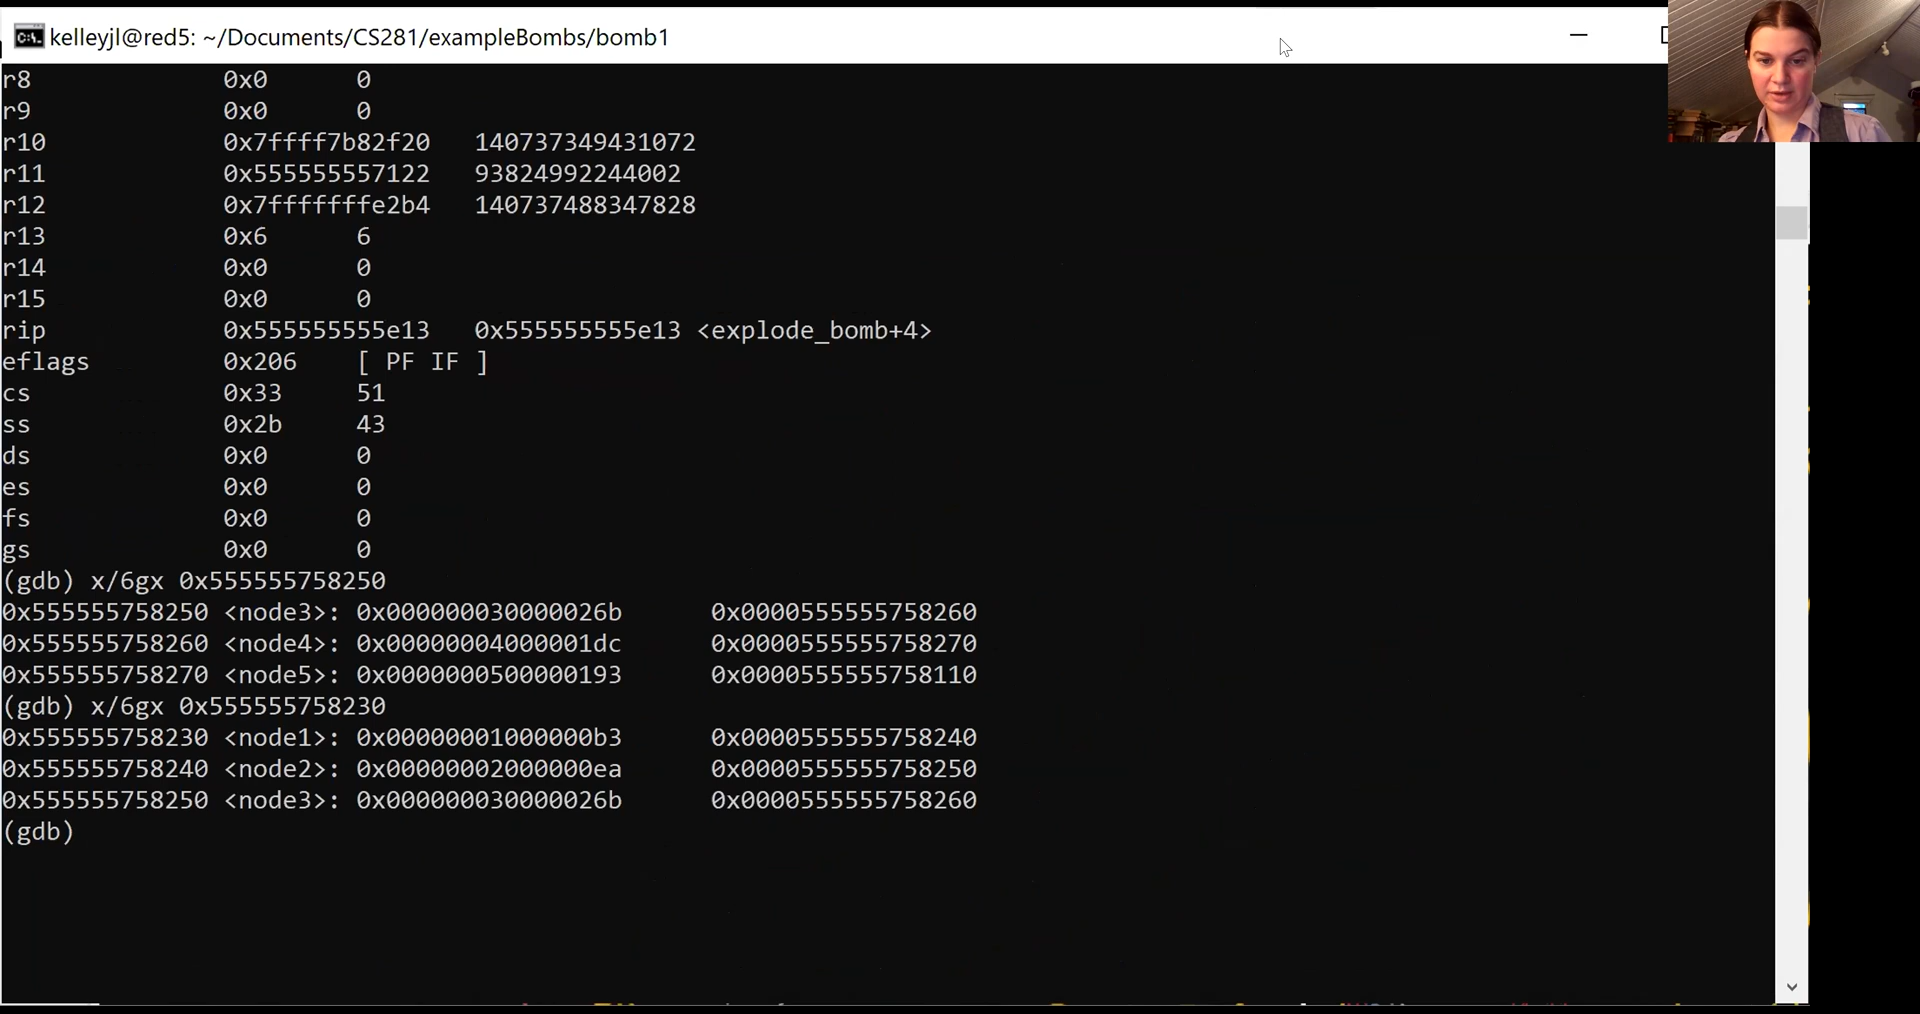 kelleyjl@red5: ~/Documents/CS281/exampleBombs/bomb1
r8 0x0 0
r9 0x0 0
r10 0x7ffff7b82f20 140737349431072
r11 0x555555557122 93824992244002
r12 0x7fffffffe2b4 140737488347828
r13 0x6 6
r14 0x0 0
r15 0x0 0
rip 0x555555555e13 0x555555555e13 <explode_bomb+4>
eflags 0x206 [ PF IF ]
cs 0x33 51
ss 0x2b 43
ds 0x0 0
es 0x0 0
fs 0x0 0
gs 0x0 0
(gdb) x/6gx 0x555555758250
0x555555758250 <node3>: 0x000000030000026b 0x0000555555758260
0x555555758260 <node4>: 0x00000004000001dc 0x0000555555758270
0x555555758270 <node5>: 0x0000000500000193 0x0000555555758110
(gdb) x/6gx 0x555555758230
0x555555758230 <node1>: 0x00000001000000b3 0x0000555555758240
0x555555758240 <node2>: 0x00000002000000ea 0x0000555555758250
0x555555758250 <node3>: 0x000000030000026b 0x0000555555758260
(gdb)